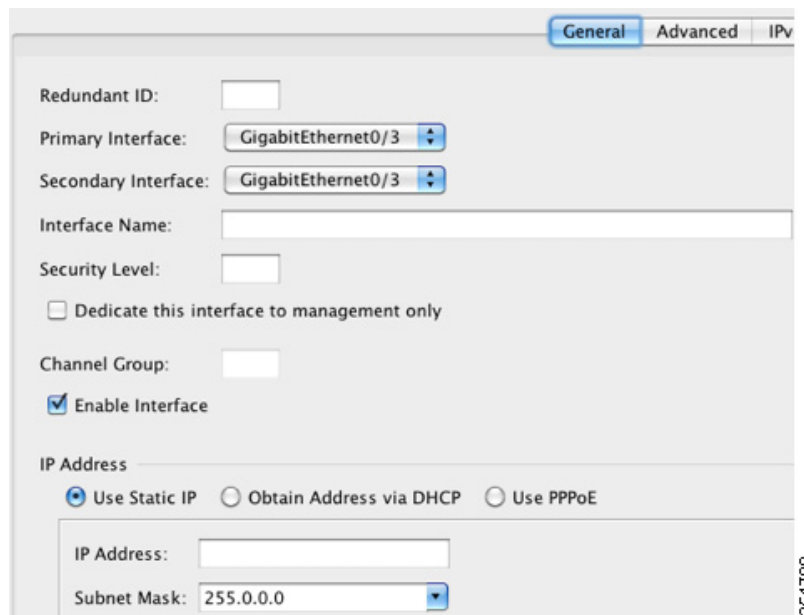 General Advanced IPv
Redundant ID:
Primary Interface: GigabitEthernet0/3
Secondary Interface: GigabitEthernet0/3
Interface Name:
Security Level:
Dedicate this interface to management only
Channel Group:
Enable Interface
IP Address
Use Static IP Obtain Address via DHCP Use PPPoE
IP Address:
Subnet Mask: 255.0.0.0